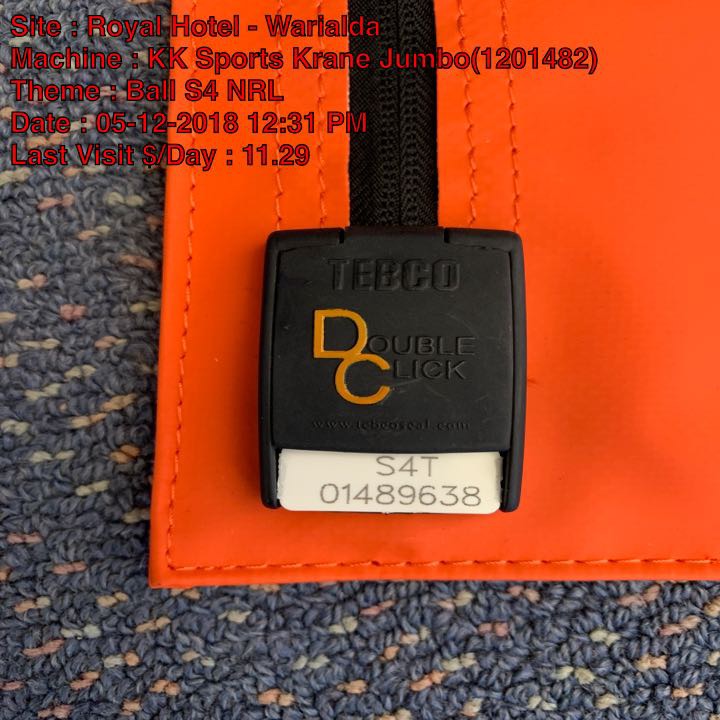 Site : Royal Hotel - Warialda
Machine : KK Sports Krane Jumbo(1201482)
Theme : Ball S4 NRL
Date : 05-12-2018 12:31 PM
Last Visit $/Day : 11.29
TEBCO
DOUBLE
CLICK
www.tebcoseal.com
S4T
01489638